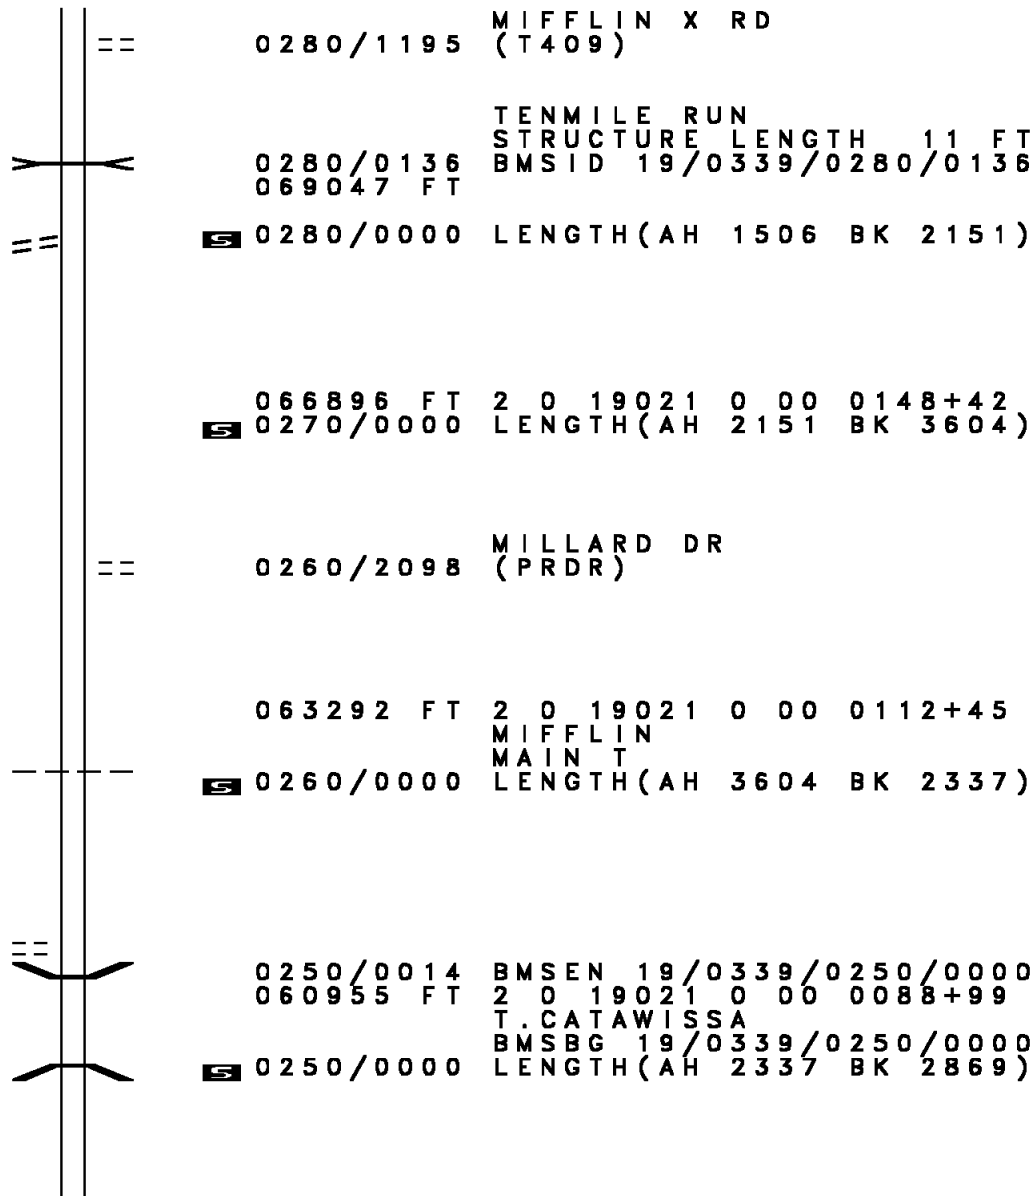 MIFFLIN X RD
0280/1195 (T409)
TENMILE RUN
STRUCTURE LENGTH 11 FT
0280/0136 BMSID 19/0339/0280/0136
069047 FT
S 0280/0000 LENGTH(AH 1506 BK 2151)
066896 FT 2 0 19021 0 00 0148+42
S 0270/0000 LENGTH(AH 2151 BK 3604)
MILLARD DR
0260/2098 (PRDR)
063292 FT 2 0 19021 0 00 0112+45
MIFFLIN
MAIN T
S 0260/0000 LENGTH(AH 3604 BK 2337)
0250/0014 BMSEN 19/0339/0250/0000
060955 FT 2 0 19021 0 00 0088+99
T.CATAWISSA
BMSBG 19/0339/0250/0000
S 0250/0000 LENGTH(AH 2337 BK 2869)